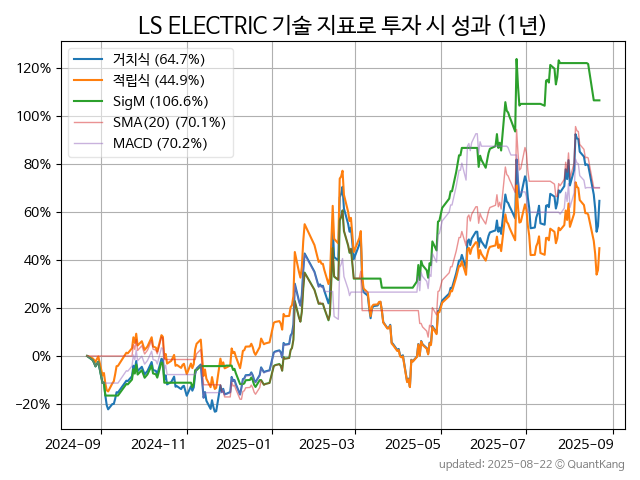 LS ELECTRIC 기술 지표로 투자 시 성과 (1년)
거치식 (64.7%)
적립식 (44.9%)
SigM (106.6%)
SMA(20) (70.1%)
MACD (70.2%)
120%
100%
80%
60%
40%
20%
0%
−20%
2024-09 2024-11 2025-01 2025-03 2025-05 2025-07 2025-09
updated: 2025-08-22 © QuantKang